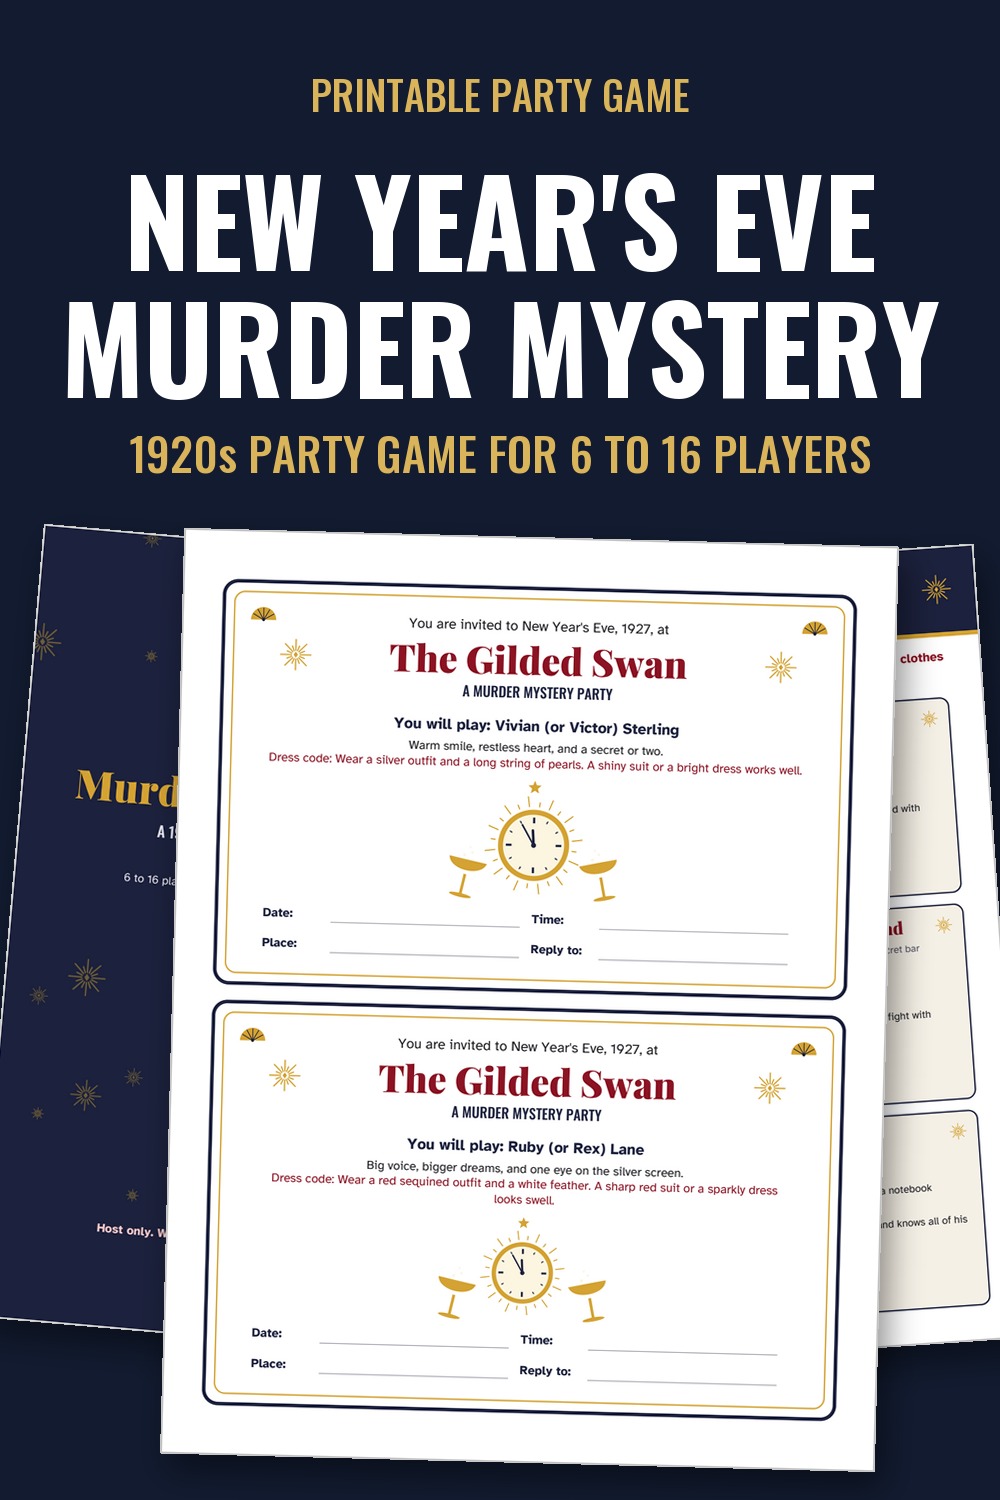 PRINTABLE PARTY GAME
NEW YEAR'S EVE
MURDER MYSTERY
1920s PARTY GAME FOR 6 TO 16 PLAYERS
You are invited to New Year's Eve, 1927, at
The Gilded Swan
A MURDER MYSTERY PARTY
You will play: Vivian (or Victor) Sterling
Warm smile, restless heart, and a secret or two.
Dress code: Wear a silver outfit and a long string of pearls. A shiny suit or a bright dress works well.
Date:
Time:
Place:
Reply to:
You are invited to New Year's Eve, 1927, at
The Gilded Swan
A MURDER MYSTERY PARTY
You will play: Ruby (or Rex) Lane
Big voice, bigger dreams, and one eye on the silver screen.
Dress code: Wear a red sequined outfit and a white feather. A sharp red suit or a sparkly dress
looks swell.
Date:
Time:
Place:
Reply to:
6 to 16
Host only.
clothes
with
bar
fight with
a notebook
and knows all of his